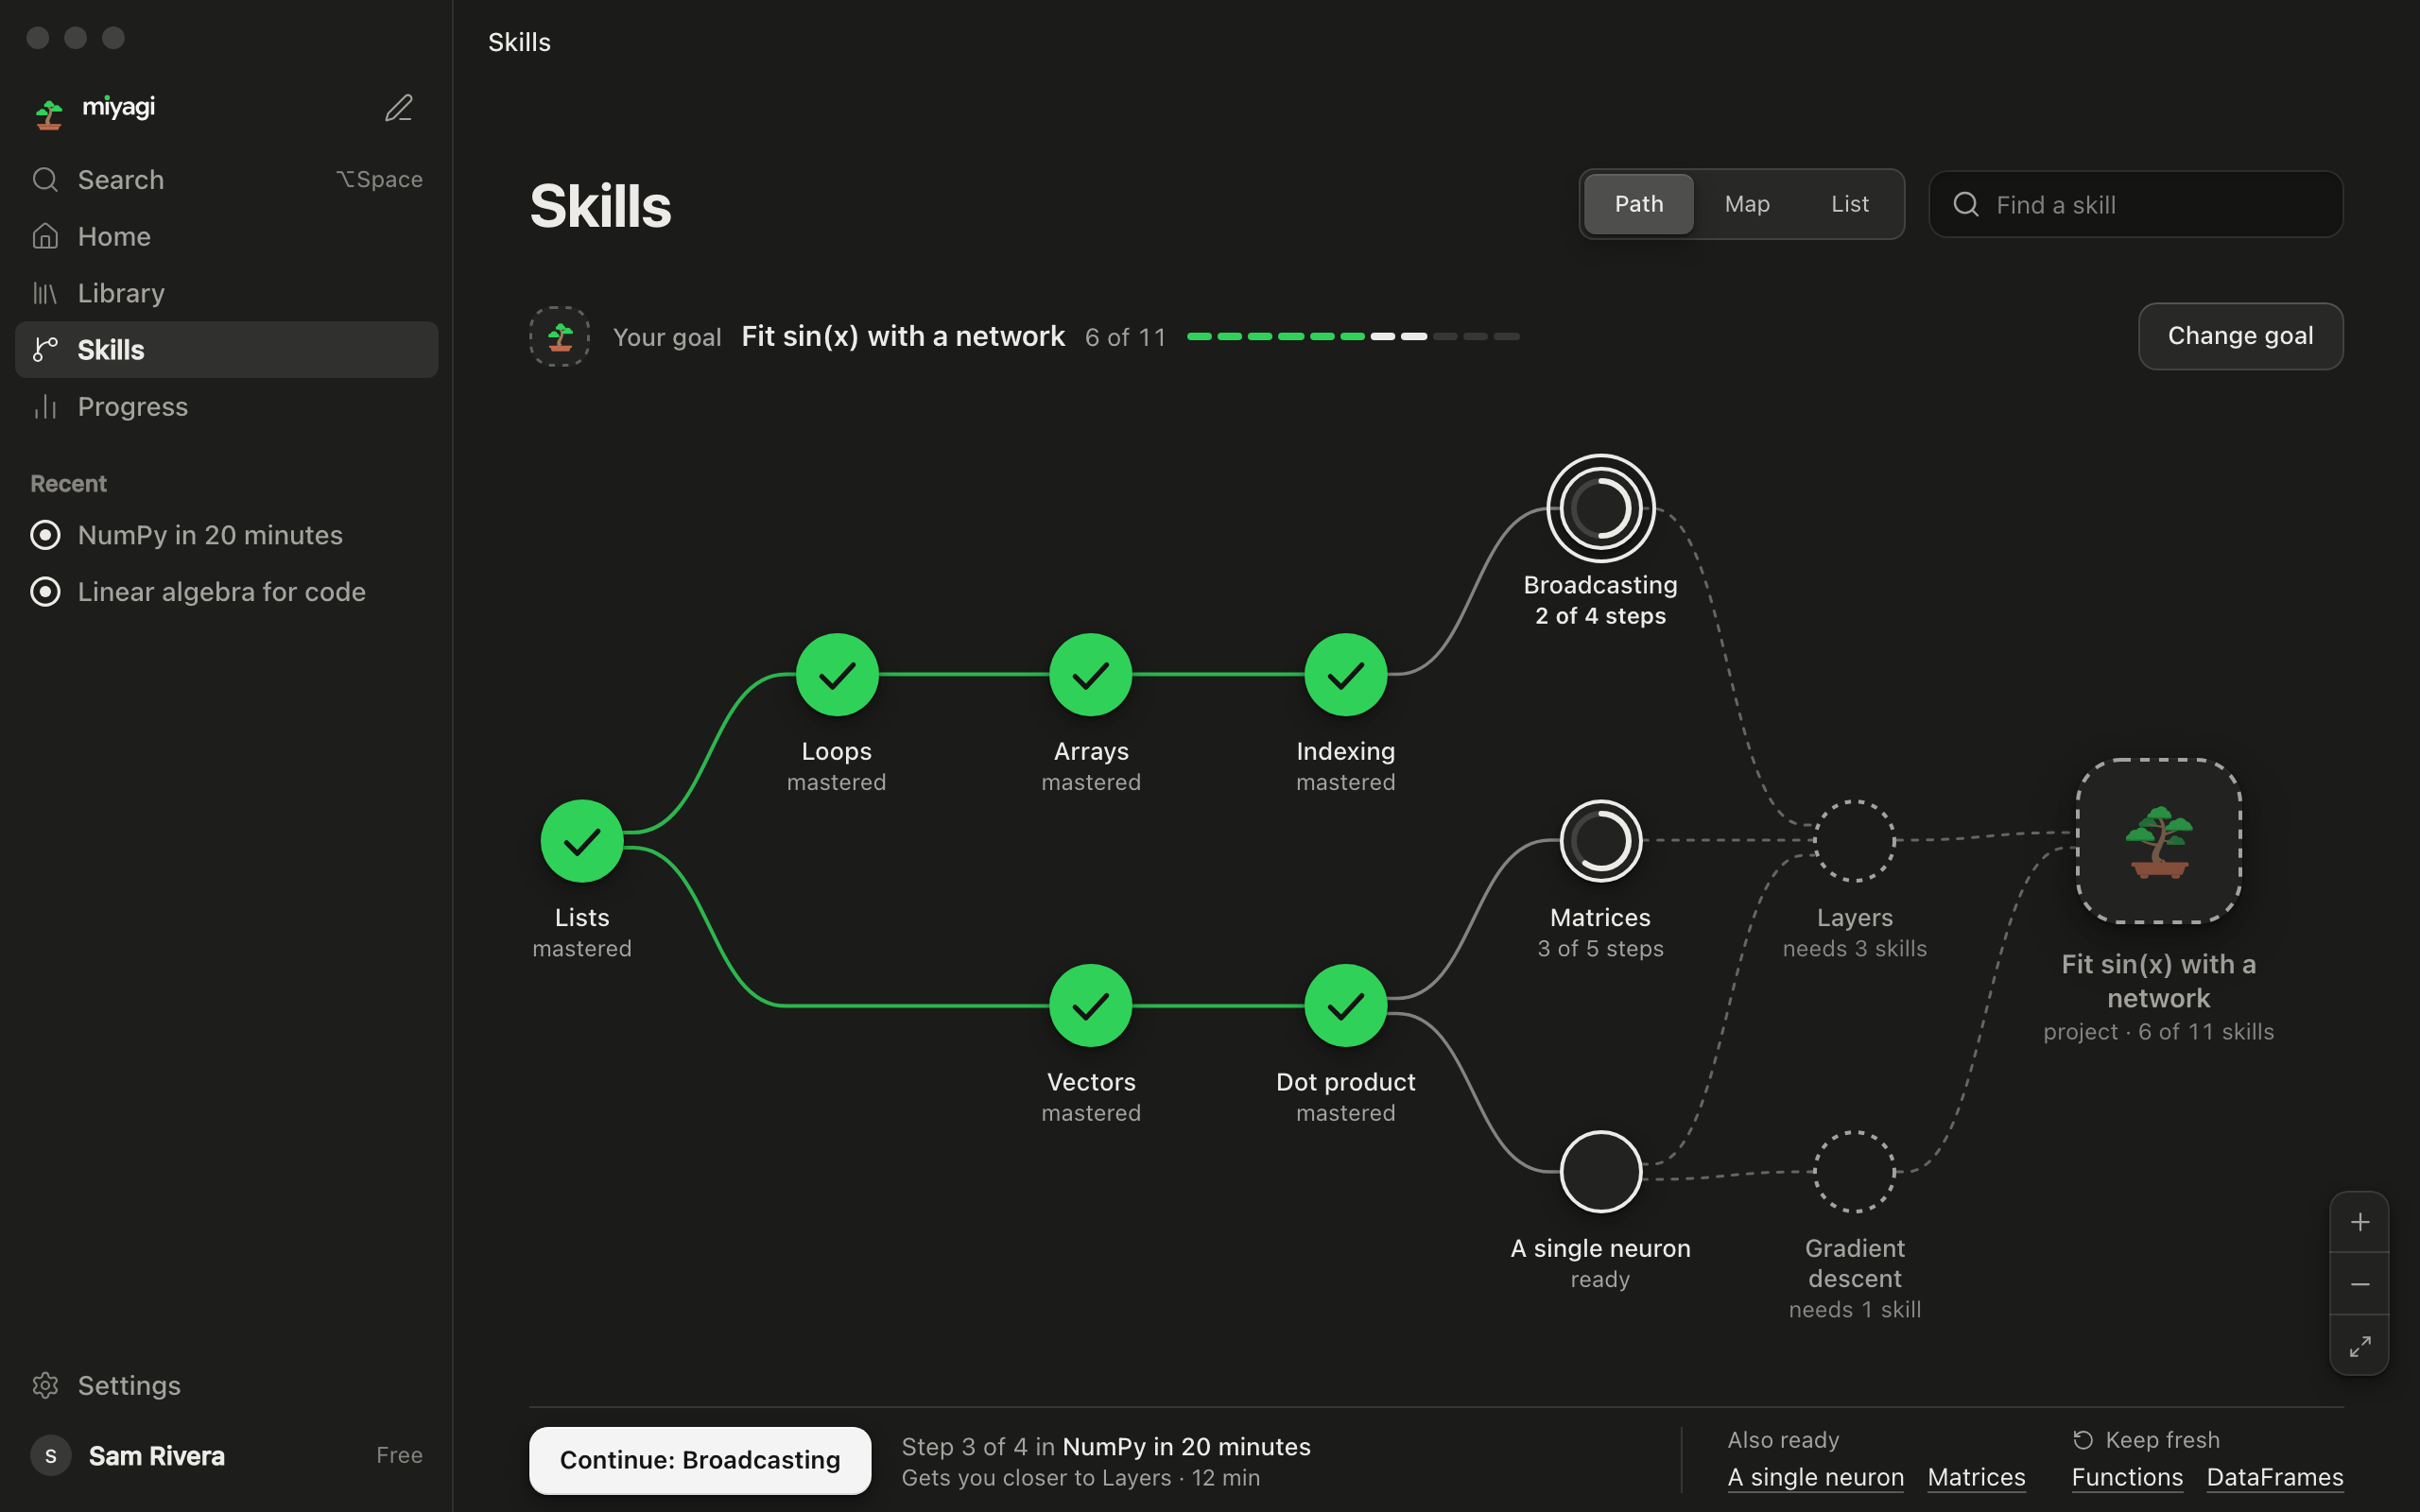 Skills
miyagi
Search ⌥Space
Home
Library
Skills
Progress
Recent
NumPy in 20 minutes
Linear algebra for code
Settings
S Sam Rivera Free
Skills
Path Map List
Find a skill
Your goal Fit sin(x) with a network 6 of 11
Change goal
Broadcasting
2 of 4 steps
Loops
mastered
Arrays
mastered
Indexing
mastered
Lists
mastered
Matrices
3 of 5 steps
Layers
needs 3 skills
Fit sin(x) with a
network
project · 6 of 11 skills
Vectors
mastered
Dot product
mastered
A single neuron
ready
Gradient
descent
needs 1 skill
Continue: Broadcasting
Step 3 of 4 in NumPy in 20 minutes
Gets you closer to Layers · 12 min
Also ready
A single neuron Matrices
Keep fresh
Functions DataFrames